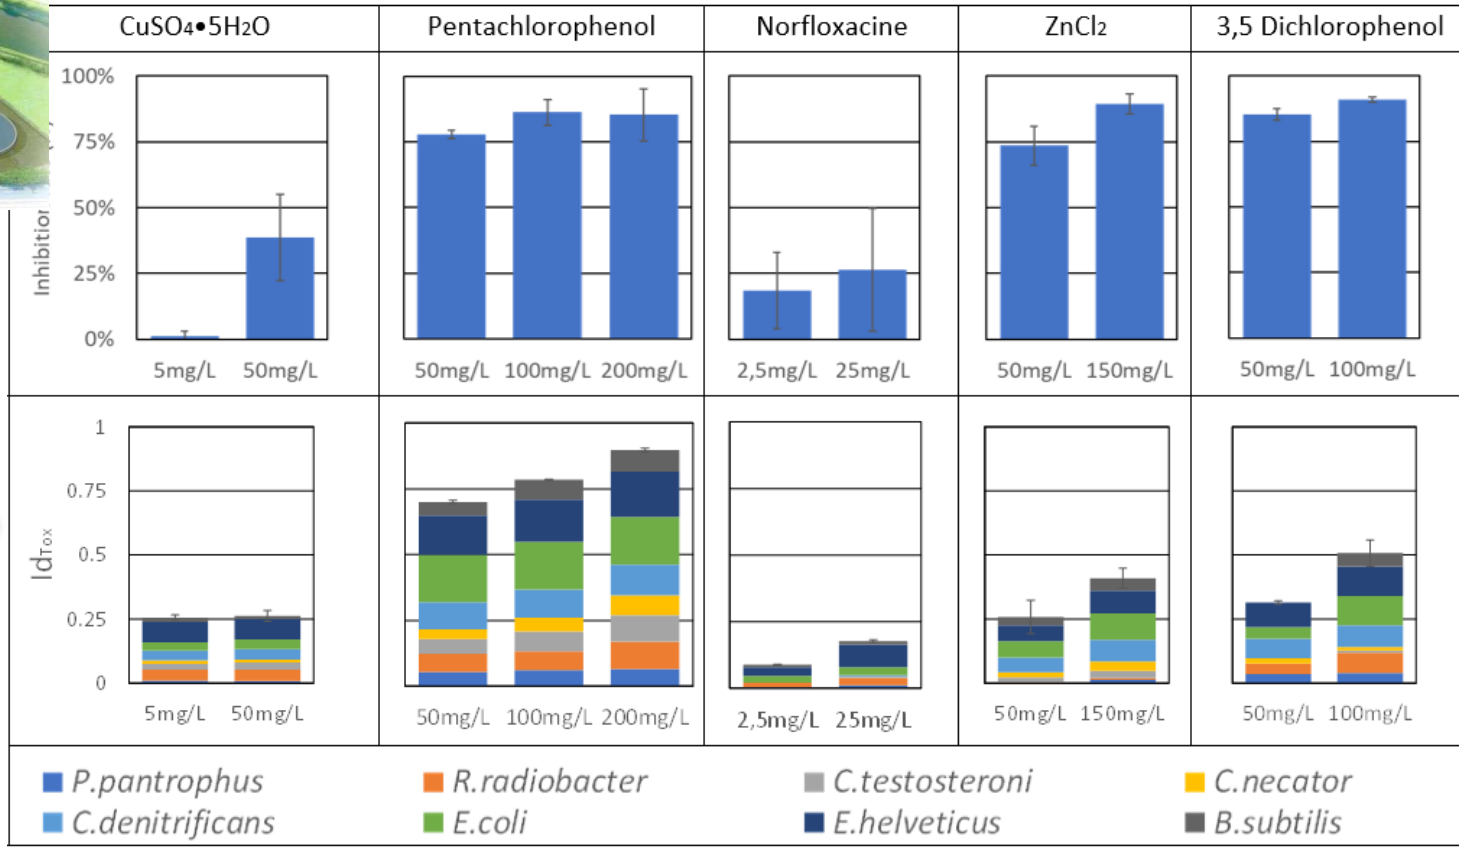 CuSO4•5H2O Pentachlorophenol Norfloxacine ZnCl2 3,5 Dichlorophenol
100%
75%
50%
25%
0%
Inhibition
5mg/L 50mg/L 50mg/L 100mg/L 200mg/L 2,5mg/L 25mg/L 50mg/L 150mg/L 50mg/L 100mg/L
1
0.75
0.5
0.25
0
IdTox
5mg/L 50mg/L 50mg/L 100mg/L 200mg/L 2,5mg/L 25mg/L 50mg/L 150mg/L 50mg/L 100mg/L
P.pantrophus R.radiobacter C.testosteroni C.necator
C.denitrificans E.coli E.helveticus B.subtilis